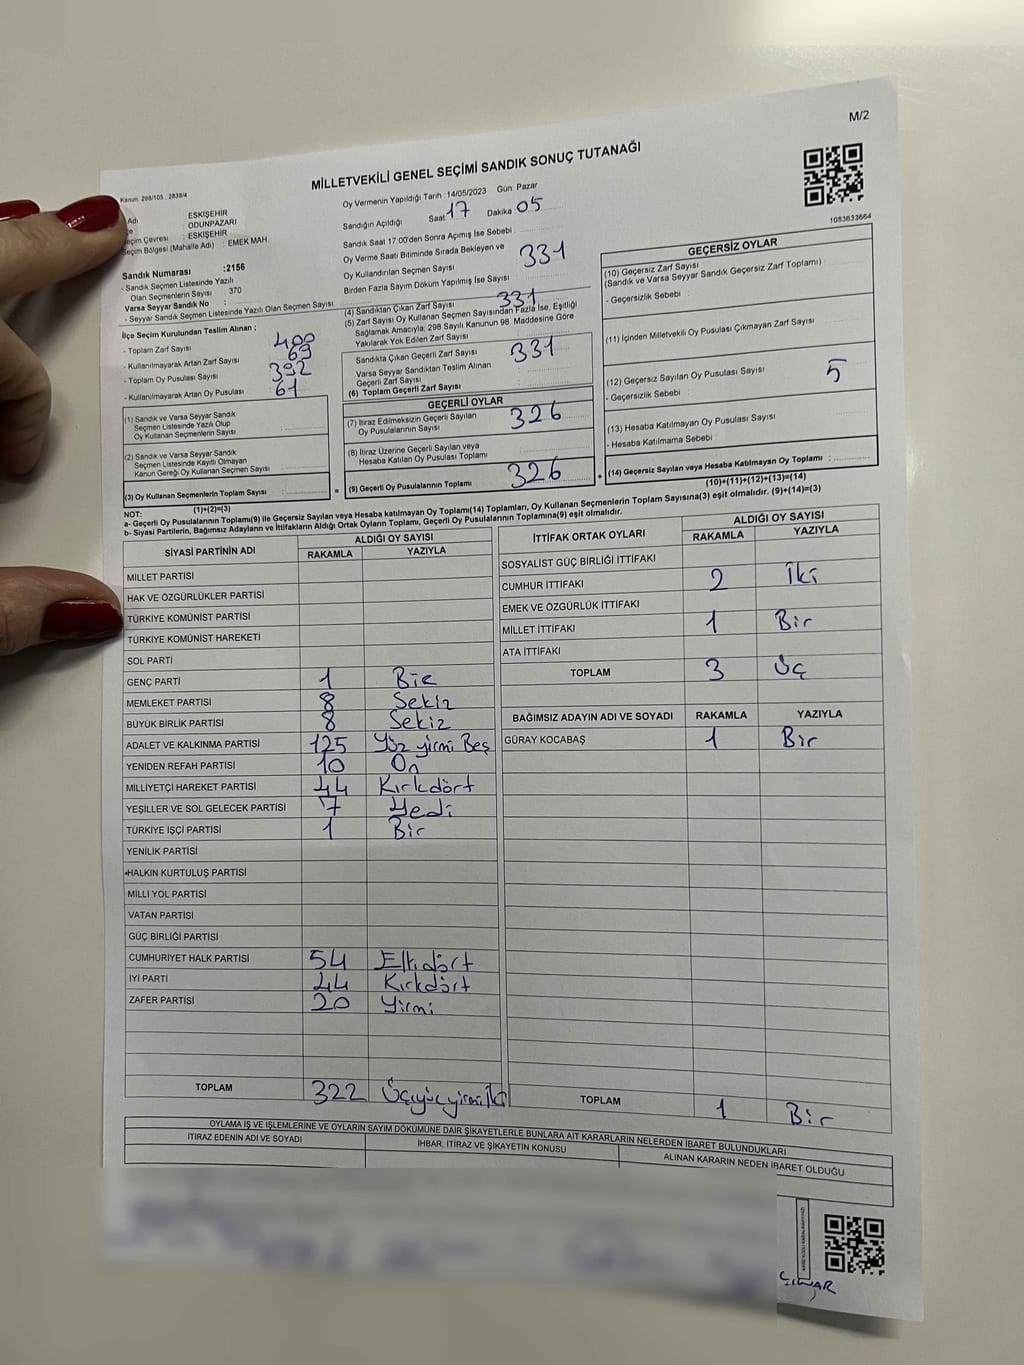 M/2
Kanun: 298/105 , 2839/4
MİLLETVEKİLİ GENEL SEÇİMİ SANDIK SONUÇ TUTANAĞI
1083633664
Adı : ESKİŞEHİR
ODUNPAZARI
Seçim Çevresi : ESKİŞEHİR
Seçim Bölgesi (Mahalle Adı) : EMEK MAH
Sandık Numarası :2156
- Sandık Seçmen Listesinde Yazılı
Olan Seçmenlerin Sayısı : 370
Varsa Seyyar Sandık No :
- Seyyar Sandık Seçmen Listesinde Yazılı Olan Seçmen Sayısı
Oy Vermenin Yapıldığı Tarih : 14/05/2023 Gün: Pazar
Sandığın Açıldığı Saat 17 Dakika 05
Sandık Saat 17:00'den Sonra Açılmış İse Sebebi :
Oy Verme Saati Bitiminde Sırada Bekleyen ve
Oy Kullandırılan Seçmen Sayısı 331
Birden Fazla Sayım Döküm Yapılmış İse Sayısı
İlçe Seçim Kurulundan Teslim Alınan ;
- Toplam Zarf Sayısı 400
- Kullanılmayarak Artan Zarf Sayısı 69
- Toplam Oy Pusulası Sayısı 392
- Kullanılmayarak Artan Oy Pusulası 61
(1) Sandık ve Varsa Seyyar Sandık
Seçmen Listesinde Yazılı Olup
Oy Kullanan Seçmenlerin Sayısı
(2) Sandık ve Varsa Seyyar Sandık
Seçmen Listesinde Kayıtlı Olmayan
Kanun Gereği Oy Kullanan Seçmen Sayısı
(3) Oy Kullanan Seçmenlerin Toplam Sayısı :
(1)+(2)=(3)
(4) Sandıktan Çıkan Zarf Sayısı 331
(5) Zarf Sayısı Oy Kullanan Seçmen Sayısından Fazla İse, Eşitliği
Sağlamak Amacıyla, 298 Sayılı Kanunun 98. Maddesine Göre
Yakılarak Yok Edilen Zarf Sayısı
Sandıkta Çıkan Geçerli Zarf Sayısı 331
Varsa Seyyar Sandıktan Teslim Alınan
Geçerli Zarf Sayısı
(6) Toplam Geçerli Zarf Sayısı
GEÇERLİ OYLAR
(7) İtiraz Edilmeksizin Geçerli Sayılan
Oy Pusulalarının Sayısı 326
(8) İtiraz Üzerine Geçerli Sayılan veya
Hesaba Katılan Oy Pusulası Toplamı
(9) Geçerli Oy Pusulalarının Toplamı 326
GEÇERSİZ OYLAR
(10) Geçersiz Zarf Sayısı
(Sandık ve Varsa Seyyar Sandık Geçersiz Zarf Toplamı)
- Geçersizlik Sebebi :
(11) İçinden Milletvekili Oy Pusulası Çıkmayan Zarf Sayısı
(12) Geçersiz Sayılan Oy Pusulası Sayısı 5
- Geçersizlik Sebebi :
(13) Hesaba Katılmayan Oy Pusulası Sayısı
- Hesaba Katılmama Sebebi :
(14) Geçersiz Sayılan veya Hesaba Katılmayan Oy Toplamı :
(10)+(11)+(12)+(13)=(14)
NOT:
a- Geçerli Oy Pusulalarının Toplamı(9) ile Geçersiz Sayılan veya Hesaba katılmayan Oy Toplamı(14) Toplamları, Oy Kullanan Seçmenlerin Toplam Sayısına(3) eşit olmalıdır. (9)+(14)=(3)
b- Siyasi Partilerin, Bağımsız Adayların ve İttifakların Aldığı Ortak Oyların Toplamı, Geçerli Oy Pusulalarının Toplamına(9) eşit olmalıdır.
SİYASİ PARTİNİN ADI ALDIĞI OY SAYISI
RAKAMLA YAZIYLA
MİLLET PARTİSİ
HAK VE ÖZGÜRLÜKLER PARTİSİ
TÜRKİYE KOMÜNİST PARTİSİ
TÜRKİYE KOMÜNİST HAREKETİ
SOL PARTİ
GENÇ PARTİ 1 Bir
MEMLEKET PARTİSİ 8 Sekiz
BÜYÜK BİRLİK PARTİSİ 8 Sekiz
ADALET VE KALKINMA PARTİSİ 125 Yüz yirmi Beş
YENİDEN REFAH PARTİSİ 10 On
MİLLİYETÇİ HAREKET PARTİSİ 44 Kırkdört
YEŞİLLER VE SOL GELECEK PARTİSİ 7 Yedi
TÜRKİYE İŞÇİ PARTİSİ 1 Bir
YENİLİK PARTİSİ
HALKIN KURTULUŞ PARTİSİ
MİLLİ YOL PARTİSİ
VATAN PARTİSİ
GÜÇ BİRLİĞİ PARTİSİ
CUMHURİYET HALK PARTİSİ 54 Ellidört
İYİ PARTİ 44 Kırkdört
ZAFER PARTİSİ 20 Yirmi
TOPLAM 322 Üçyüzyirmiİki
İTTİFAK ORTAK OYLARI ALDIĞI OY SAYISI
RAKAMLA YAZIYLA
SOSYALİST GÜÇ BİRLİĞİ İTTİFAKI
CUMHUR İTTİFAKI 2 İki
EMEK VE ÖZGÜRLÜK İTTİFAKI
MİLLET İTTİFAKI 1 Bir
ATA İTTİFAKI
TOPLAM 3 Üç
BAĞIMSIZ ADAYIN ADI VE SOYADI RAKAMLA YAZIYLA
GÜRAY KOCABAŞ 1 Bir
TOPLAM 1 Bir
OYLAMA İŞ VE İŞLEMLERİNE VE OYLARIN SAYIM DÖKÜMÜNE DAİR ŞİKAYETLERLE BUNLARA AİT KARARLARIN NELERDEN İBARET BULUNDUKLARI
İTİRAZ EDENİN ADI VE SOYADI İHBAR, İTİRAZ VE ŞİKAYETİN KONUSU ALINAN KARARIN NEDEN İBARET OLDUĞU
ÇINAR